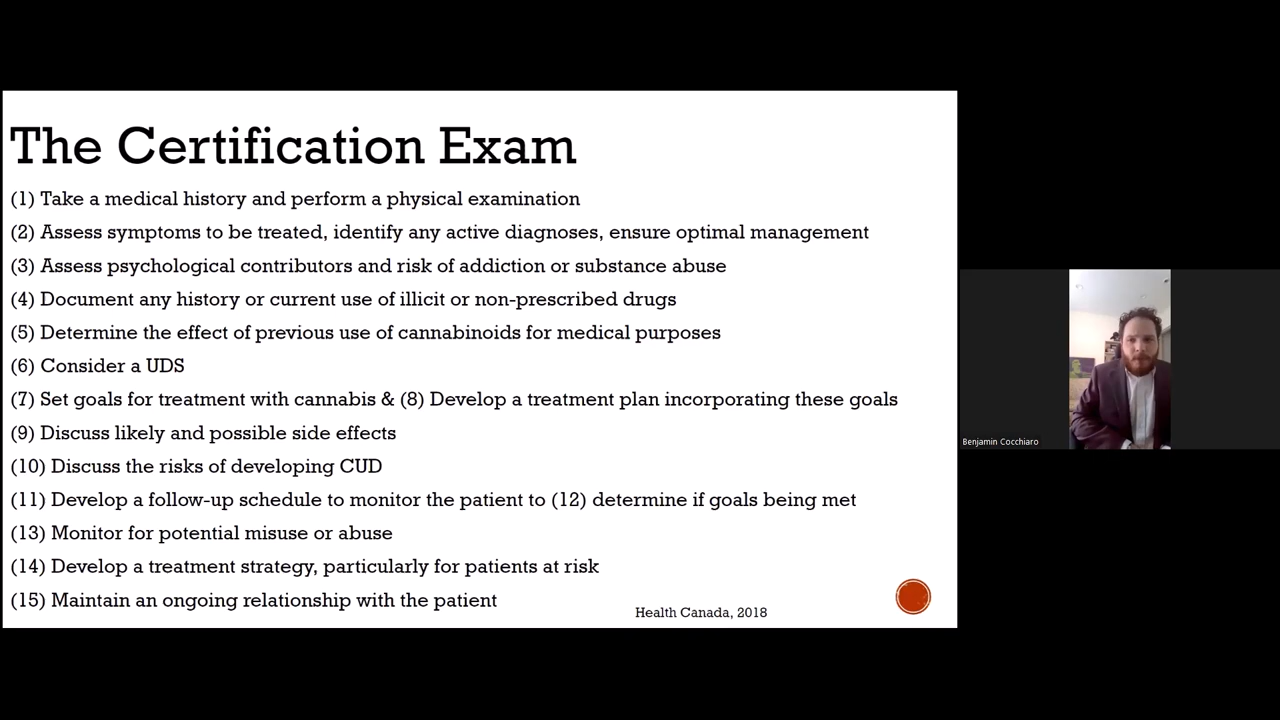 The Certification Exam
(1) Take a medical history and perform a physical examination
(2) Assess symptoms to be treated, identify any active diagnoses, ensure optimal management
(3) Assess psychological contributors and risk of addiction or substance abuse
(4) Document any history or current use of illicit or non-prescribed drugs
(5) Determine the effect of previous use of cannabinoids for medical purposes
(6) Consider a UDS
(7) Set goals for treatment with cannabis & (8) Develop a treatment plan incorporating these goals
(9) Discuss likely and possible side effects
(10) Discuss the risks of developing CUD
(11) Develop a follow-up schedule to monitor the patient to (12) determine if goals being met
(13) Monitor for potential misuse or abuse
(14) Develop a treatment strategy, particularly for patients at risk
(15) Maintain an ongoing relationship with the patient
Health Canada, 2018
Benjamin Cocchiaro